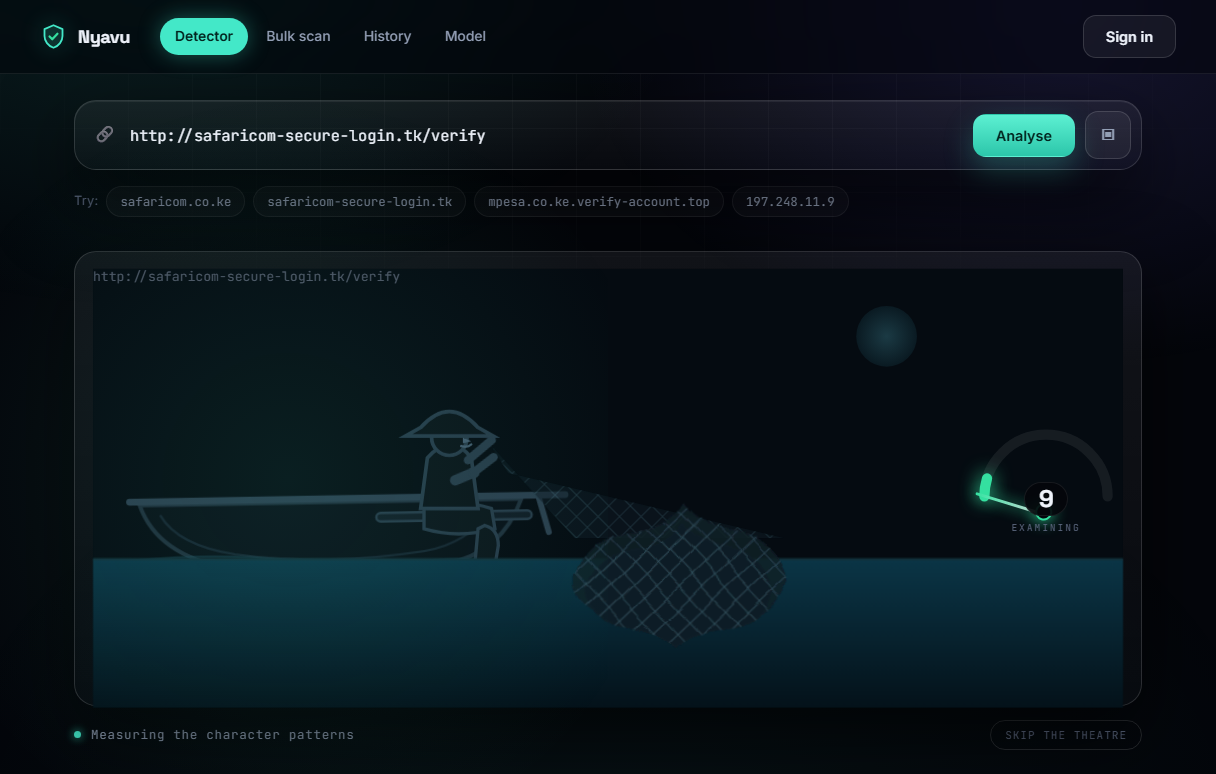 Nyavu
Detector
Bulk scan
History
Model
Sign in
http://safaricom-secure-login.tk/verify
Analyse
Try:
safaricom.co.ke
safaricom-secure-login.tk
mpesa.co.ke.verify-account.top
197.248.11.9
http://safaricom-secure-login.tk/verify
9
EXAMINING
Measuring the character patterns
SKIP THE THEATRE